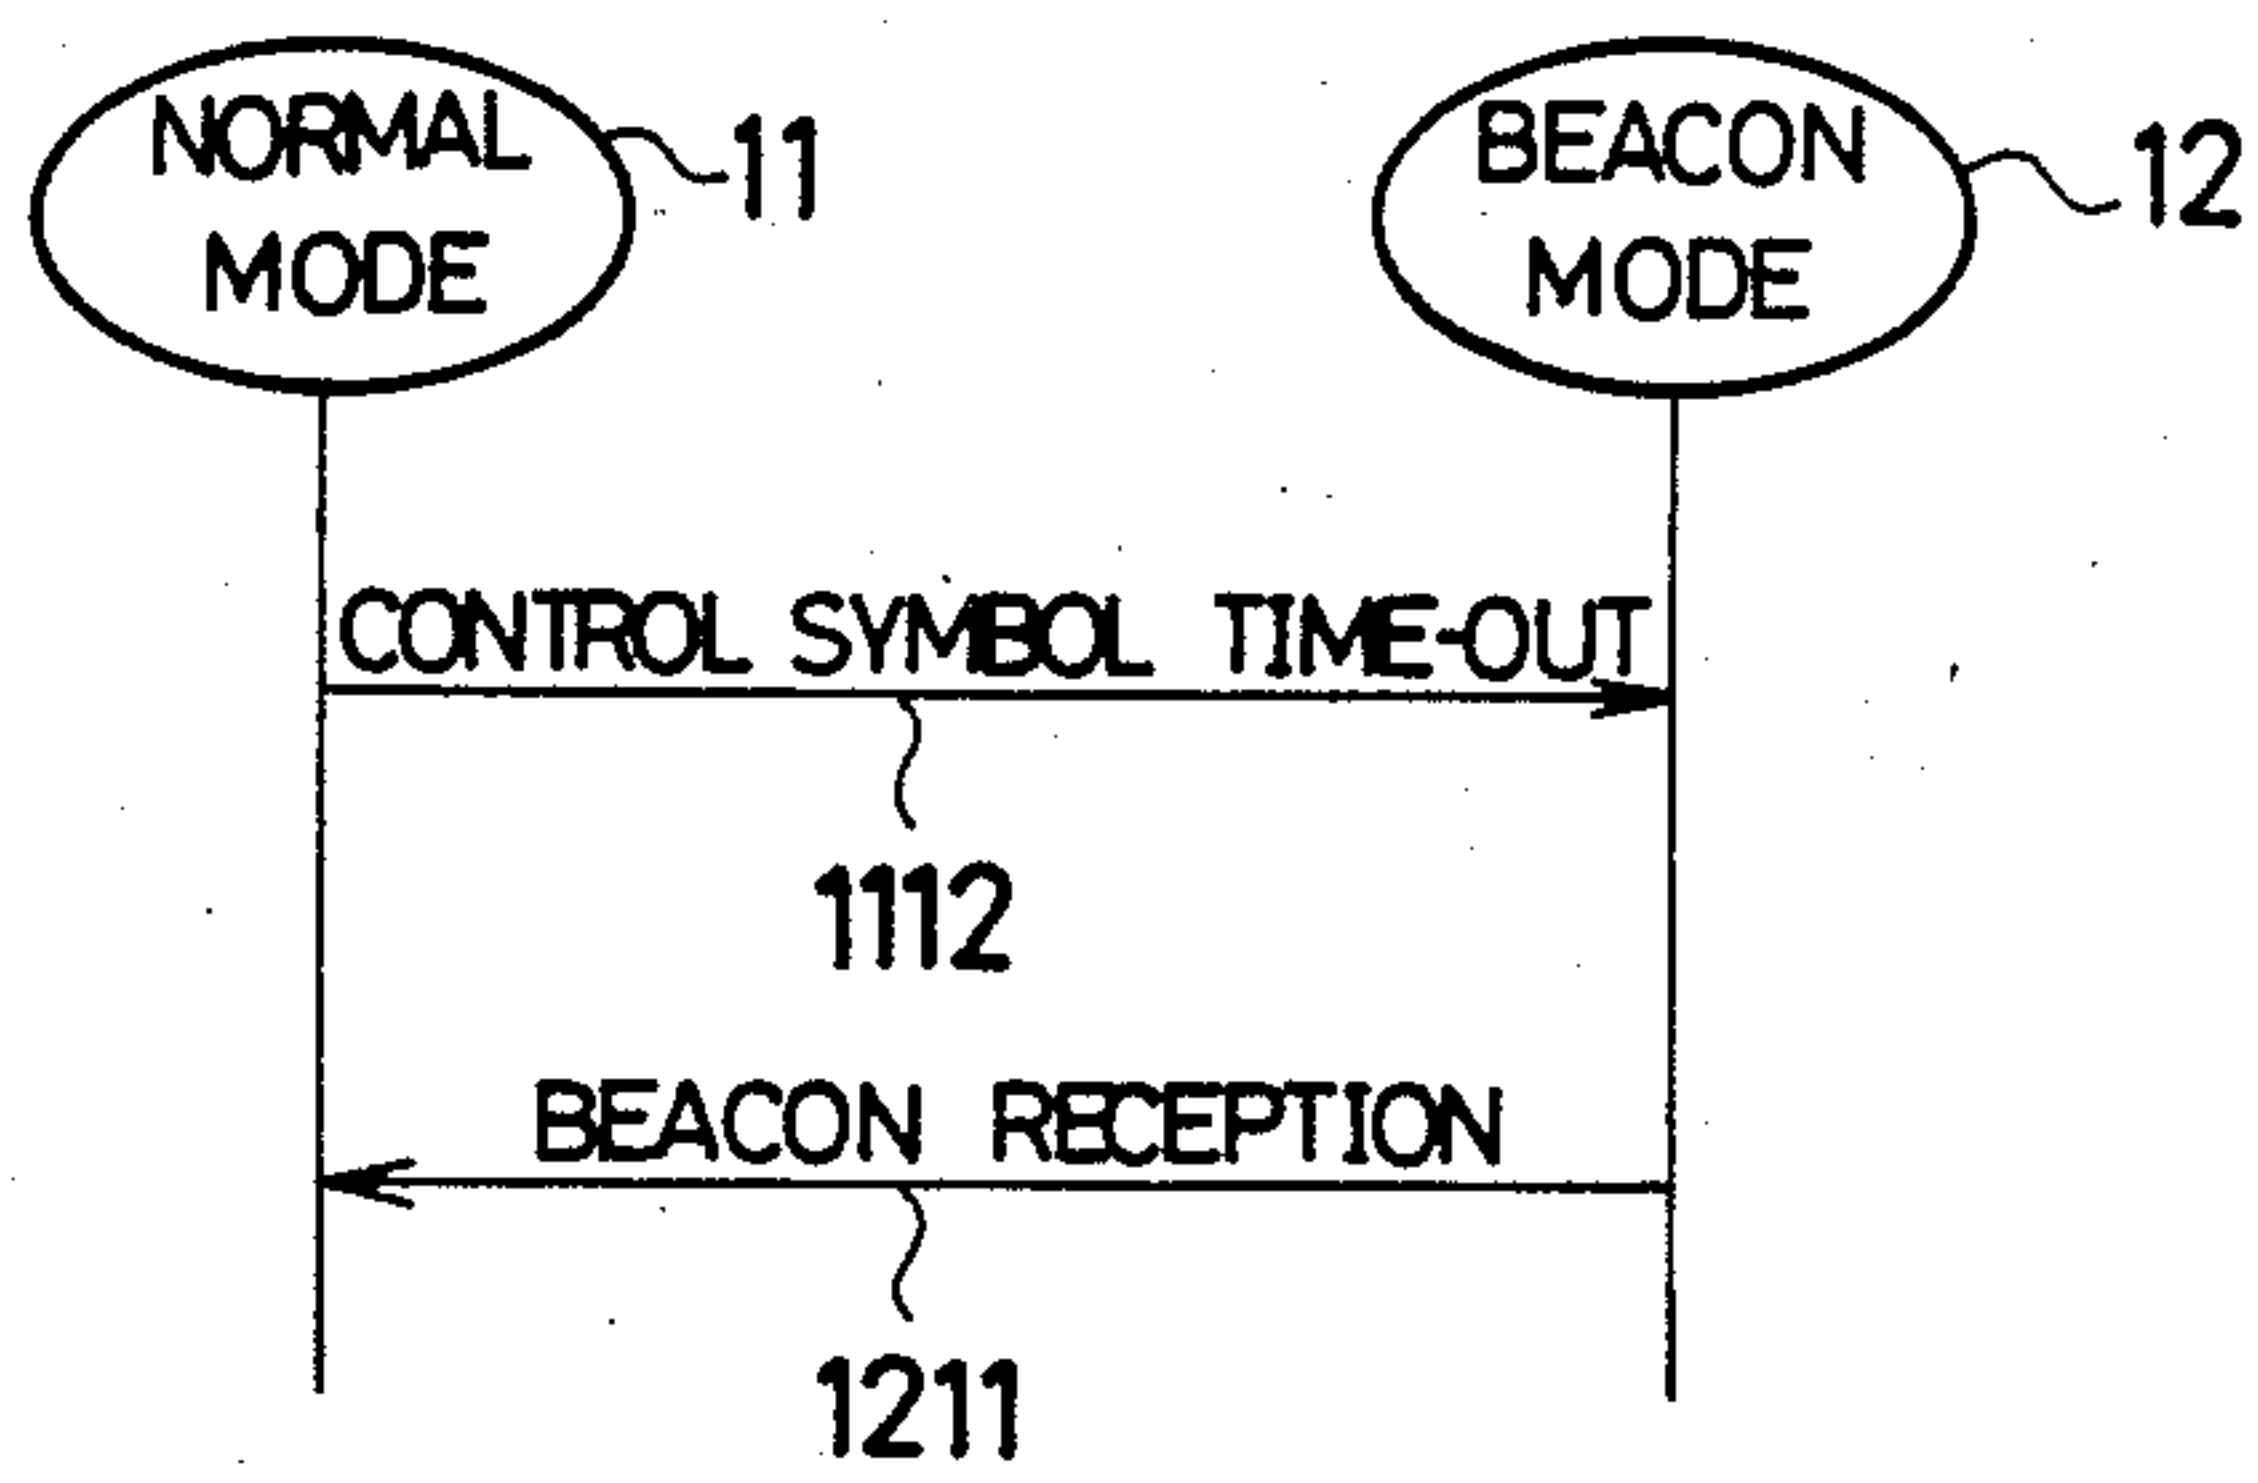 NORMAL
MODE
11
BEACON
MODE
12
CONTROL SYMBOL TIME-OUT
1112
BEACON RECEPTION
1211